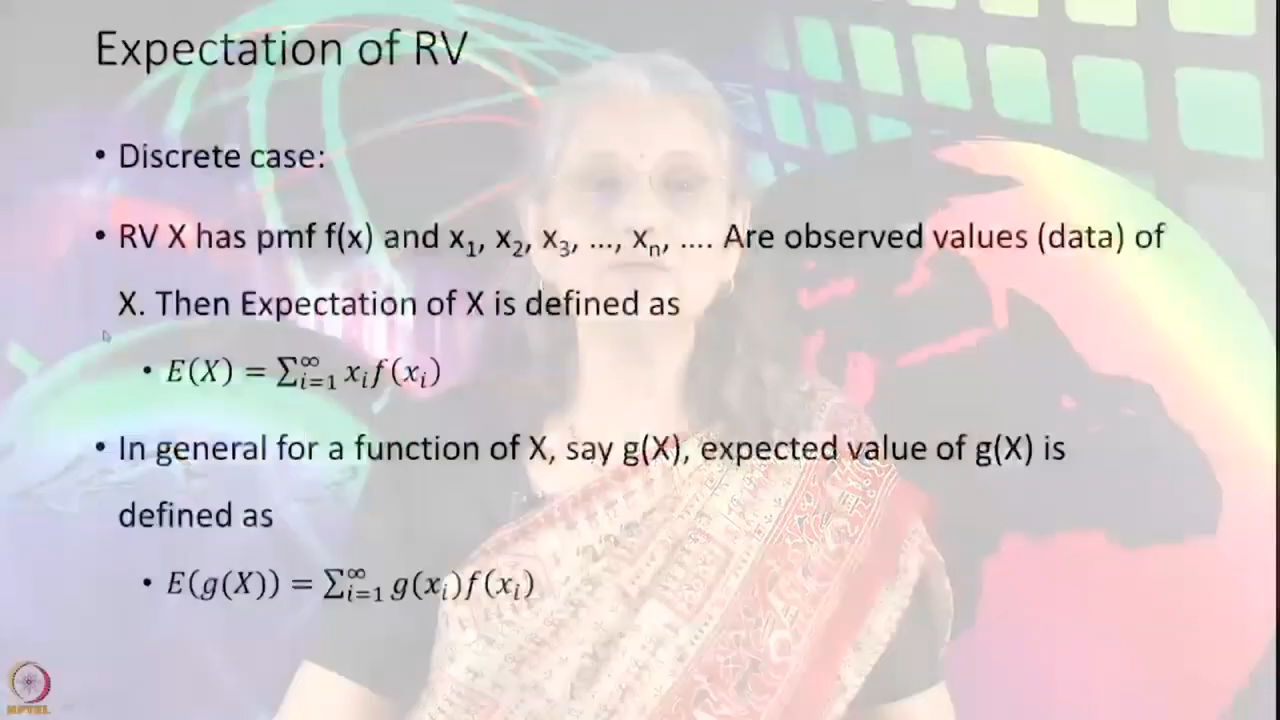 Expectation of RV
• Discrete case:
• RV X has pmf f(x) and x₁, x₂, x₃, ..., xₙ, .... Are observed values (data) of
X. Then Expectation of X is defined as
• E(X) = ∑_{i=1}^{∞} xᵢf(xᵢ)
• In general for a function of X, say g(X), expected value of g(X) is
defined as
• E(g(X)) = ∑_{i=1}^{∞} g(xᵢ)f(xᵢ)
NPTEL